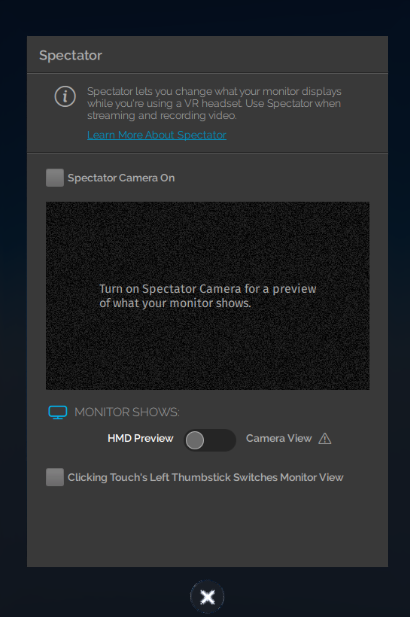 Spectator
Spectator lets you change what your monitor displays
while you're using a VR headset. Use Spectator when
streaming and recording video.
Learn More About Spectator
Spectator Camera On
Turn on Spectator Camera for a preview
of what your monitor shows.
MONITOR SHOWS:
HMD Preview Camera View
Clicking Touch's Left Thumbstick Switches Monitor View